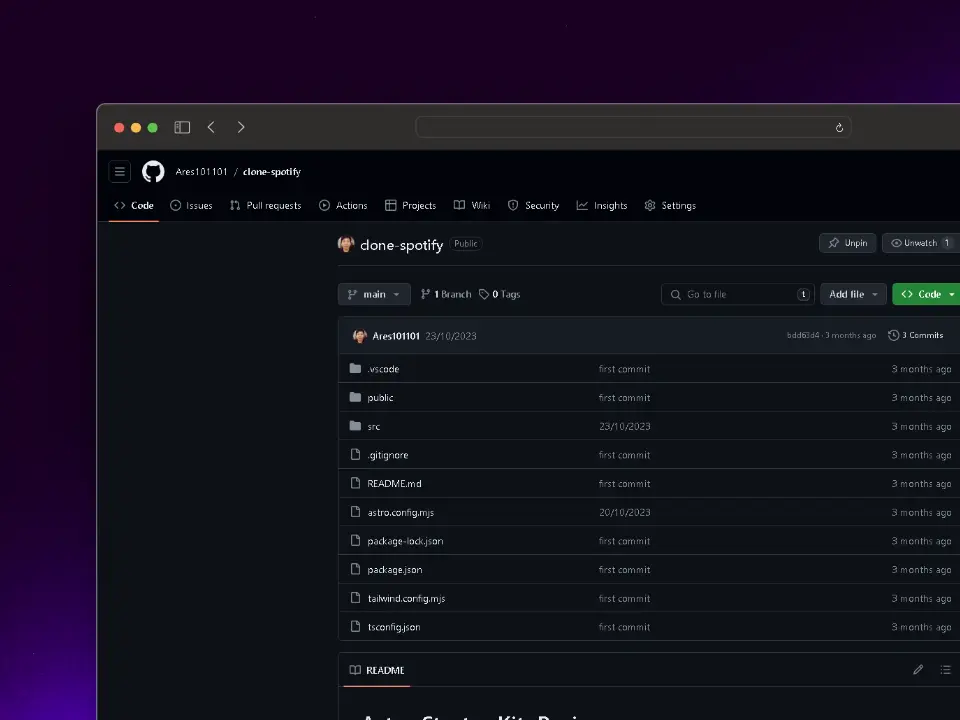 Ares101101 / clone-spotify
Code Issues Pull requests Actions Projects Wiki Security Insights Settings
clone-spotify Public Unpin Unwatch 1
main 1 Branch 0 Tags Go to file t Add file Code
Ares101101 23/10/2023 bdd63d4 · 3 months ago 3 Commits
.vscode first commit 3 months ago
public first commit 3 months ago
src 23/10/2023 3 months ago
.gitignore first commit 3 months ago
README.md first commit 3 months ago
astro.config.mjs 20/10/2023 3 months ago
package-lock.json first commit 3 months ago
package.json first commit 3 months ago
tailwind.config.mjs first commit 3 months ago
tsconfig.json first commit 3 months ago
README